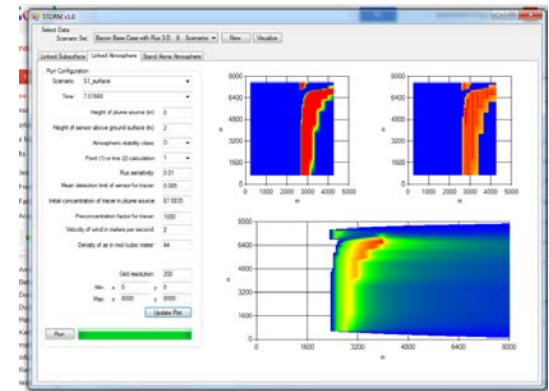 STORM v1.0
Select Data
Scenario Set: Bacon Base Case with Flux 3-D 8 Scenarios New Visualize
Linked Subsurface Linked Atmosphere Stand Alone Atmosphere
Run Configuration
Scenario: S1_surface
Time:
Height of plume source (m) 0
Height of sensor above ground surface (m) 2
Atmospheric stability class D
Point (1) or line (2) calculation 1
Flux sensitivity 0.01
Mean detection limit of sensor for tracer 0.005
Initial concentration of tracer in plume source
Preconcentration factor for tracer 1000
Velocity of wind in meters per second 2
Density of air in mol/cubic meter 44
Grid resolution 200
Min: x 0 y 0
Max: x 8000 y 8000
Update Plot
Run
8000
6400
4800
3200
1600
0
0 1000 2000 3000 4000 5000
m
8000
6400
4800
3200
1600
0
0 1000 2000 3000 4000 5000
m
8000
6400
4800
3200
1600
0
0 1600 3200 4800 6400 8000
m